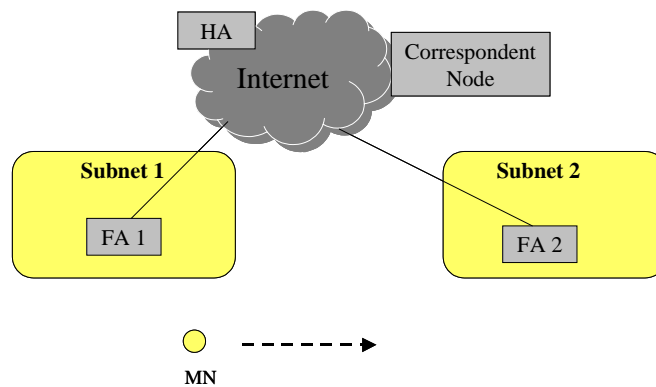 HA
Internet
Correspondent
Node
Subnet 1
Subnet 2
FA 1
FA 2
MN